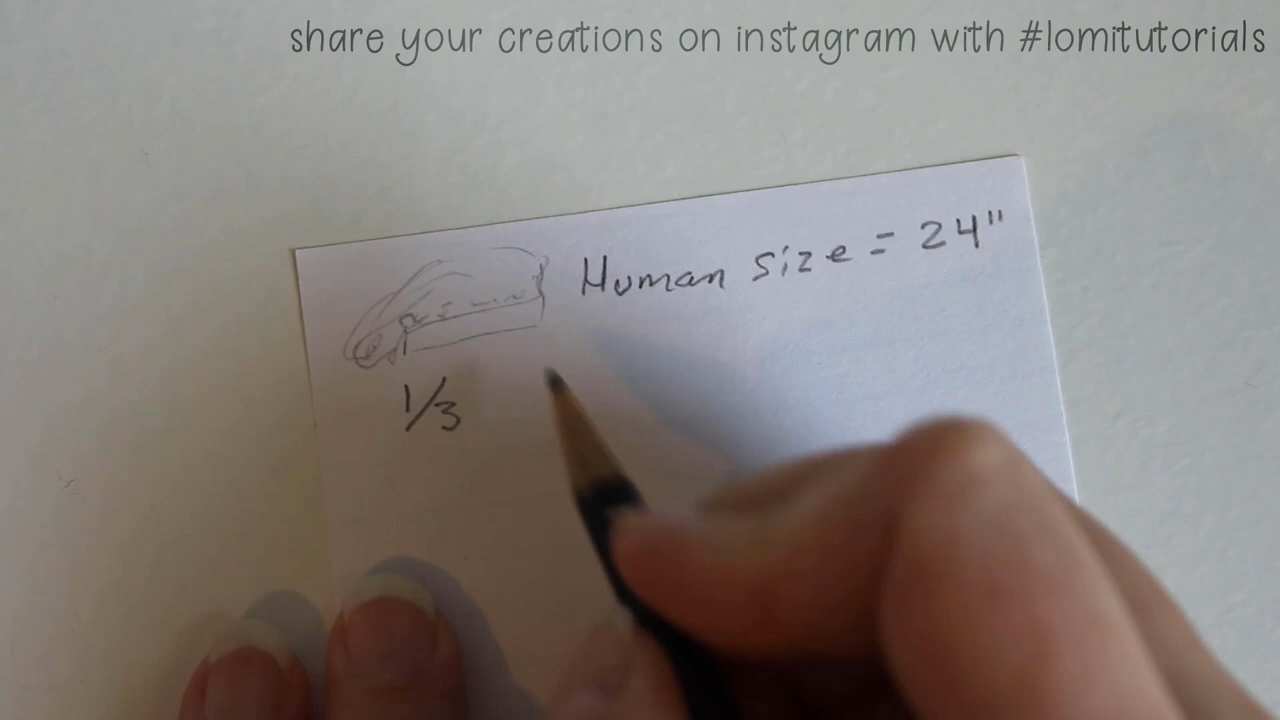 share your creations on instagram with #lomitutorials
Human size = 24"
1/3